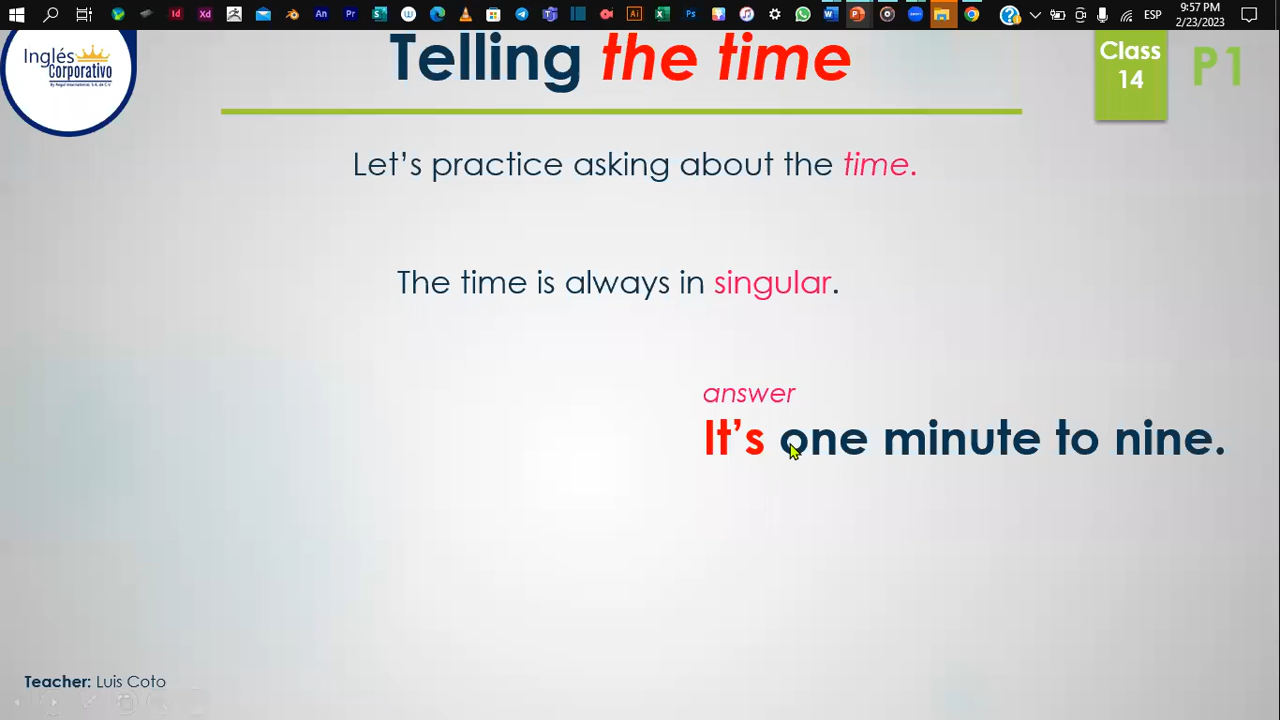 9:57 PM
ESP
2/23/2023
Inglés
Corporativo
Telling the time
Class
14
P1
Let's practice asking about the time.
The time is always in singular.
answer
It's one minute to nine.
Teacher: Luis Coto